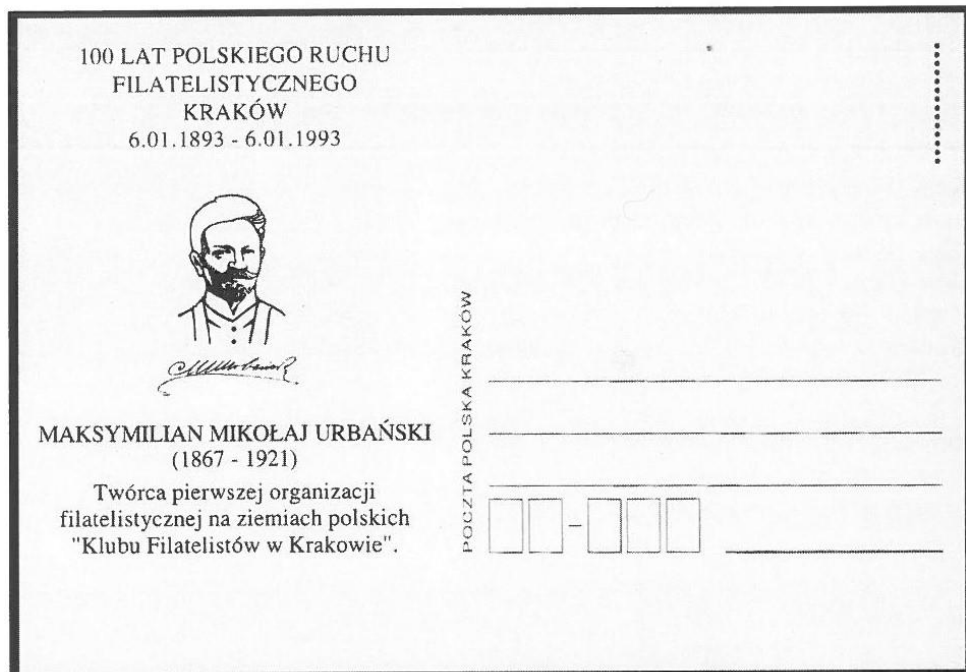 100 LAT POLSKIEGO RUCHU
FILATELISTYCZNEGO
KRAKÓW
6.01.1893 - 6.01.1993
MAKSYMILIAN MIKOŁAJ URBAŃSKI
(1867 - 1921)
Twórca pierwszej organizacji
filatelistycznej na ziemiach polskich
"Klubu Filatelistów w Krakowie".
POCZTA POLSKA KRAKÓW